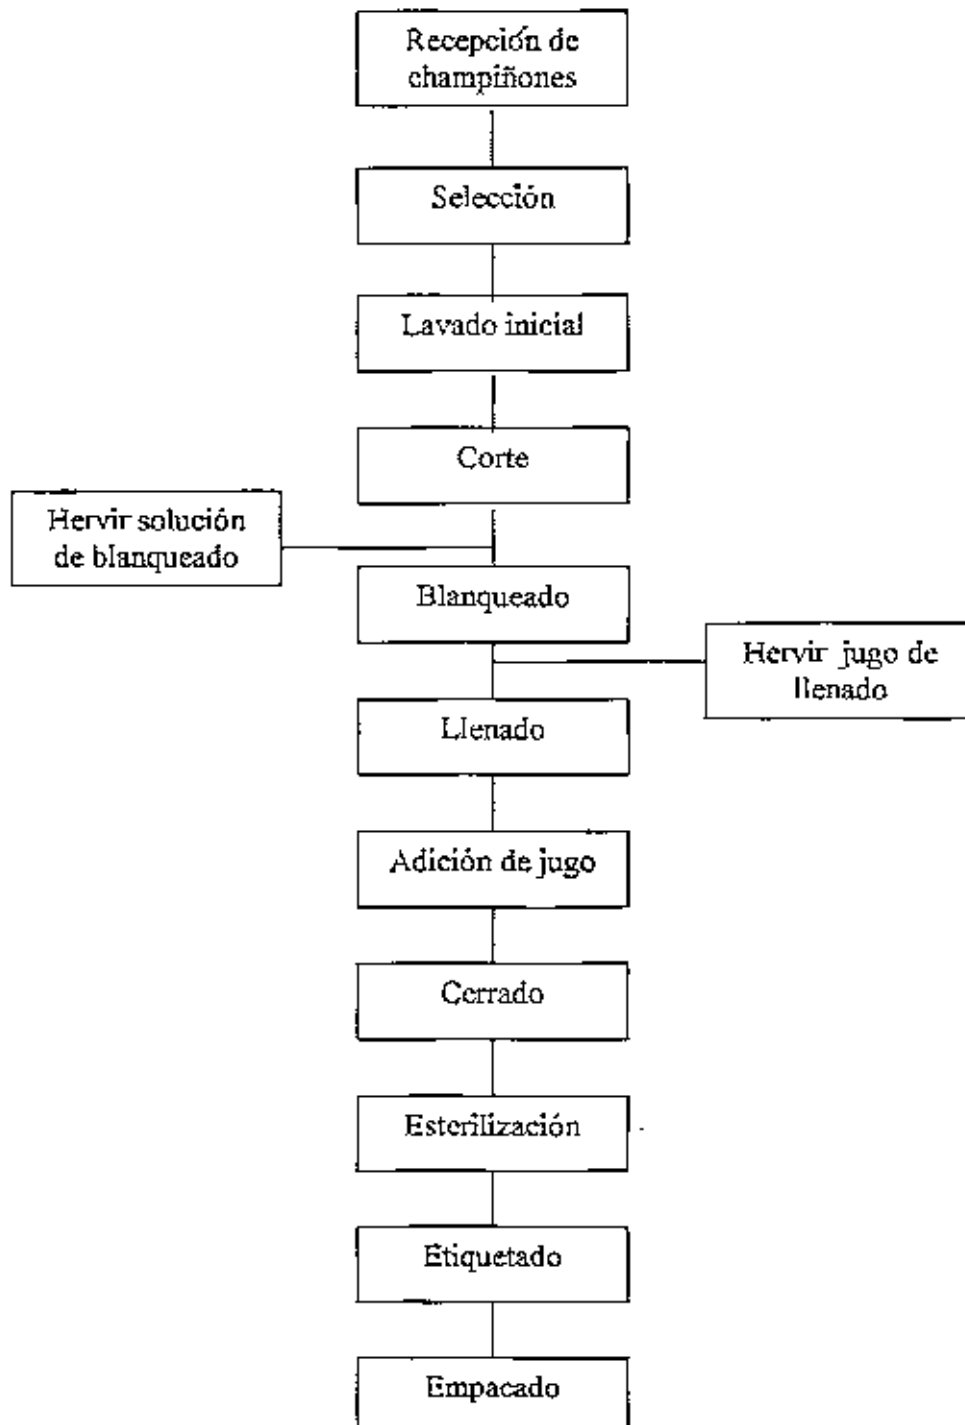 Recepción de
champiñones
Selección
Lavado inicial
Corte
Hervir solución
de blanqueado
Blanqueado
Hervir jugo de
llenado
Llenado
Adición de jugo
Cerrado
Esterilización
Etiquetado
Empacado